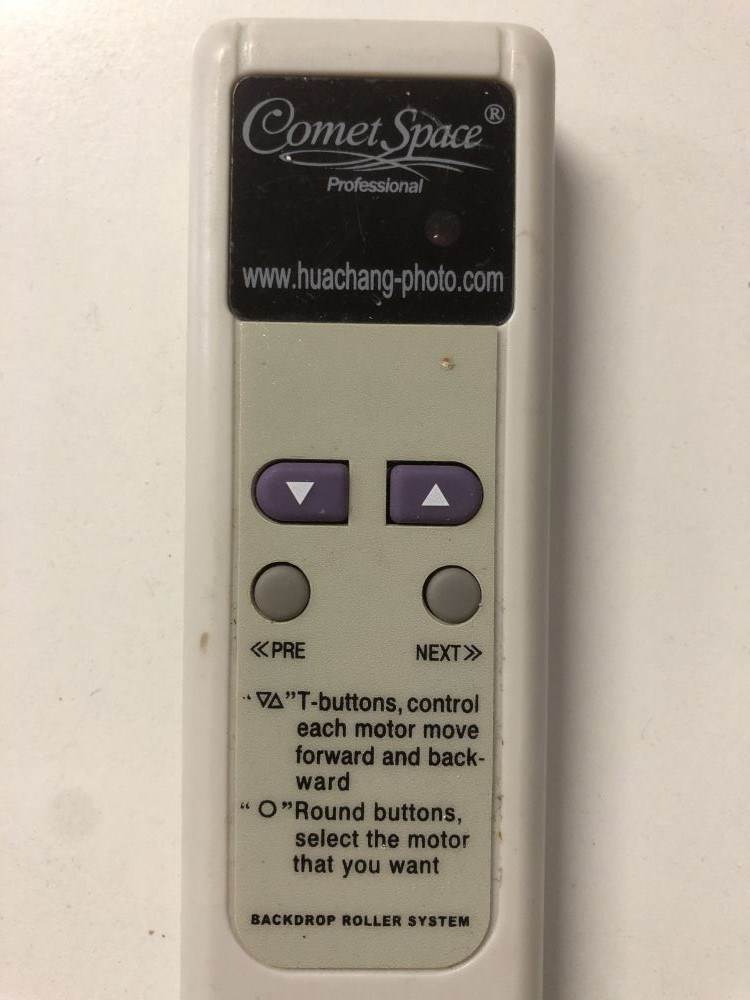 Comet Space®
Professional
www.huachang-photo.com
▼ ▲
≪PRE NEXT≫
“▽△”T-buttons, control
each motor move
forward and back-
ward
“○”Round buttons,
select the motor
that you want
BACKDROP ROLLER SYSTEM